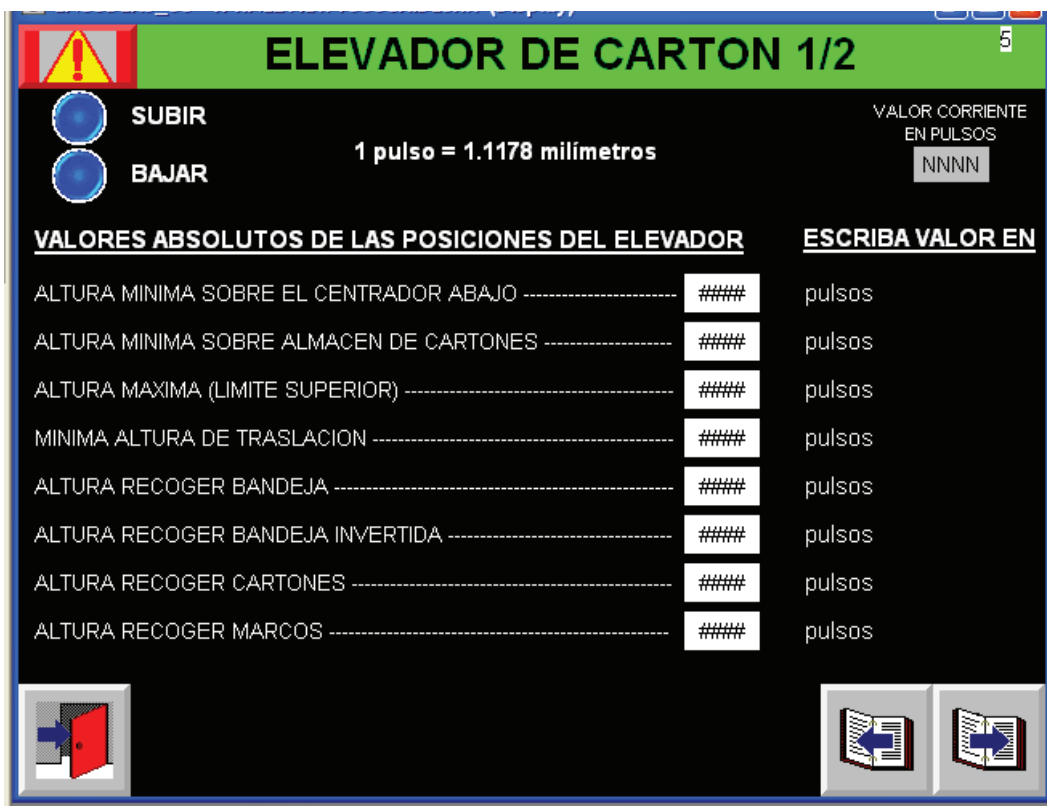 ELEVADOR DE CARTON 1/2
5
SUBIR
BAJAR
1 pulso = 1.1178 milímetros
VALOR CORRIENTE
EN PULSOS
NNNN
VALORES ABSOLUTOS DE LAS POSICIONES DEL ELEVADOR ESCRIBA VALOR EN
ALTURA MINIMA SOBRE EL CENTRADOR ABAJO ------------------------ #### pulsos
ALTURA MINIMA SOBRE ALMACEN DE CARTONES -------------------- #### pulsos
ALTURA MAXIMA (LIMITE SUPERIOR) ------------------------------------------ #### pulsos
MINIMA ALTURA DE TRASLACION ----------------------------------------------- #### pulsos
ALTURA RECOGER BANDEJA ----------------------------------------------------- #### pulsos
ALTURA RECOGER BANDEJA INVERTIDA ----------------------------------- #### pulsos
ALTURA RECOGER CARTONES -------------------------------------------------- #### pulsos
ALTURA RECOGER MARCOS ----------------------------------------------------- #### pulsos